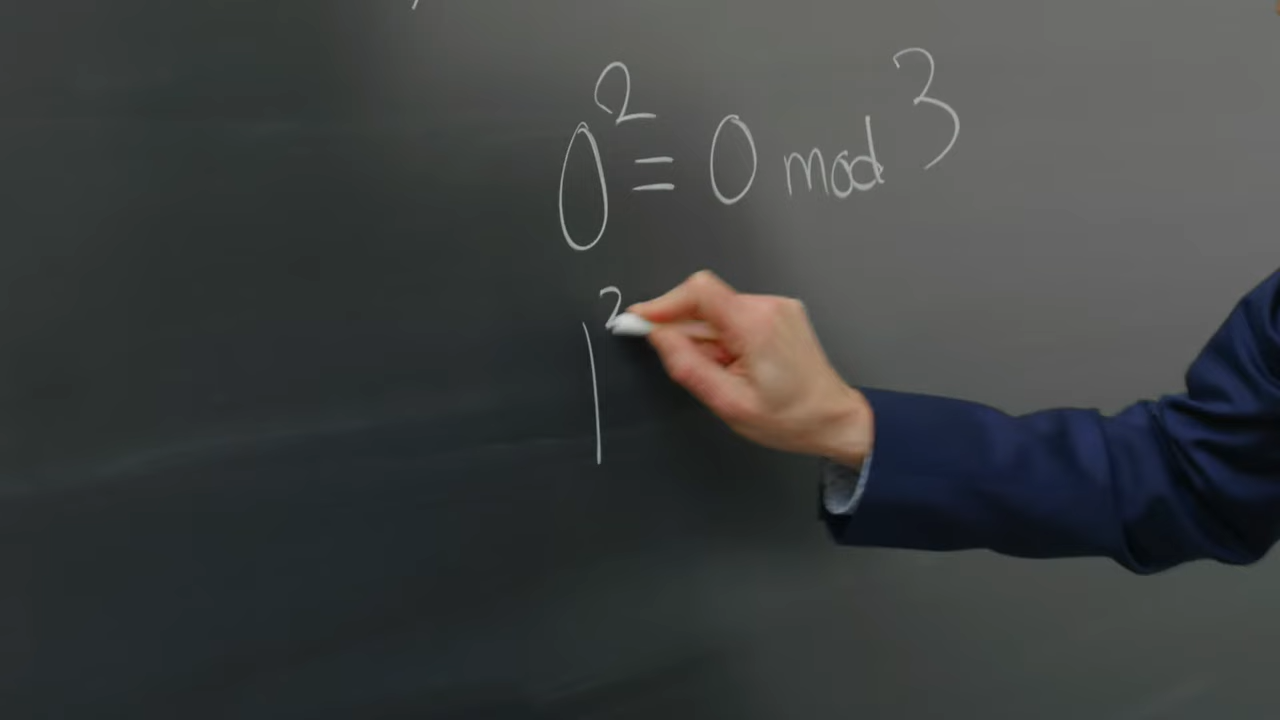 0² = 0 mod 3
1²